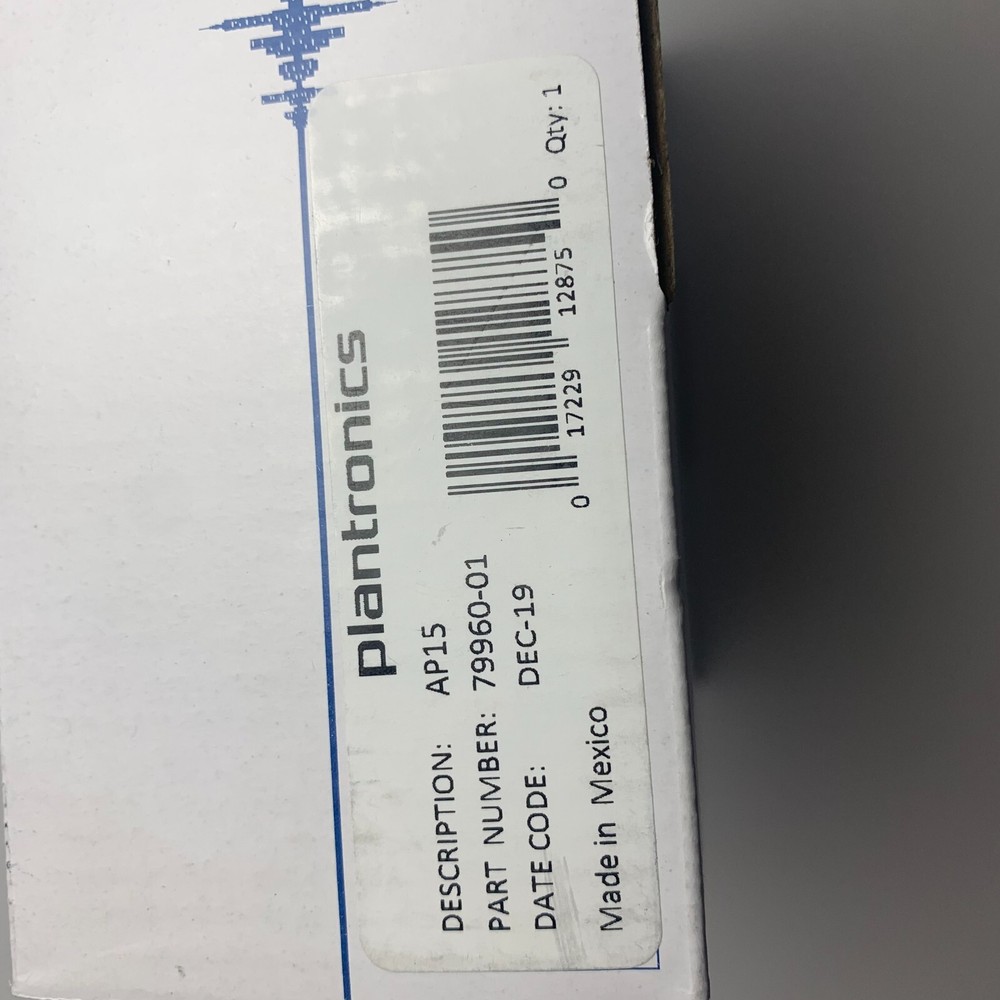 plantronics
DESCRIPTION: AP15
PART NUMBER: 79960-01
DATE CODE: DEC-19
Made in Mexico
0 17229 12875 0
Qty: 1